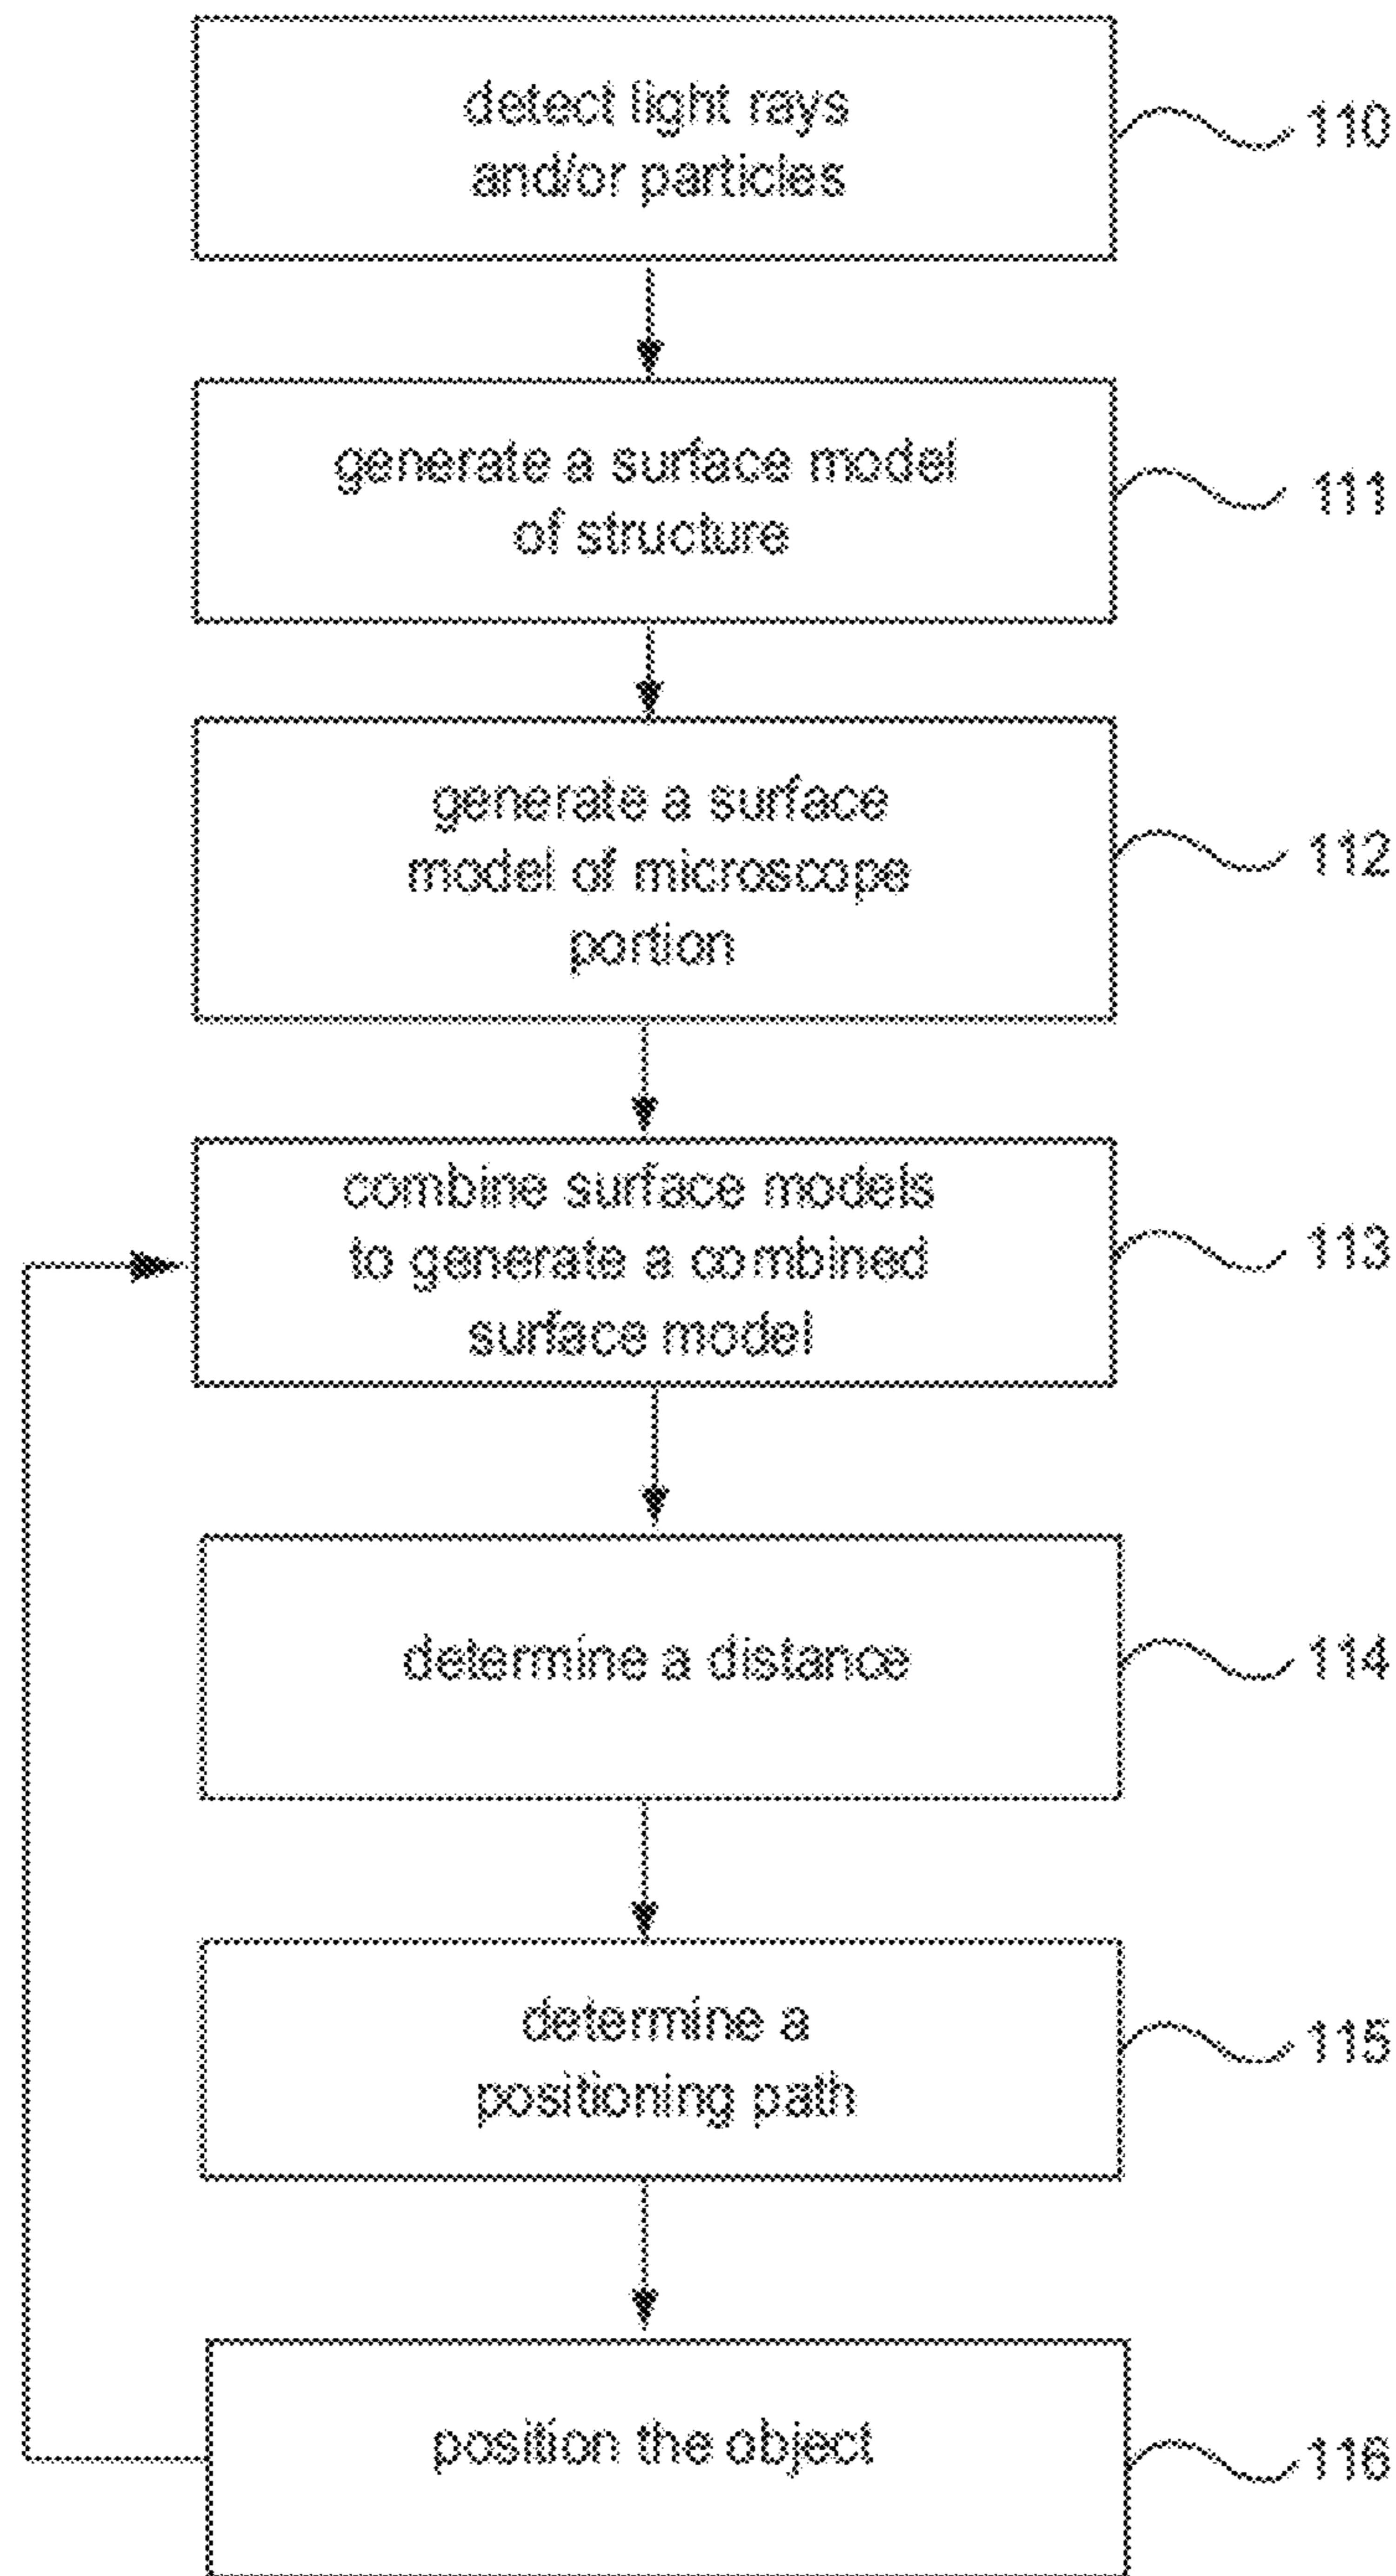 detect light rays
and/or particles
110
generate a surface model
of structure
111
generate a surface
model of microscope
portion
112
combine surface models
to generate a combined
surface model
113
determine a distance
114
determine a
positioning path
115
position the object
116